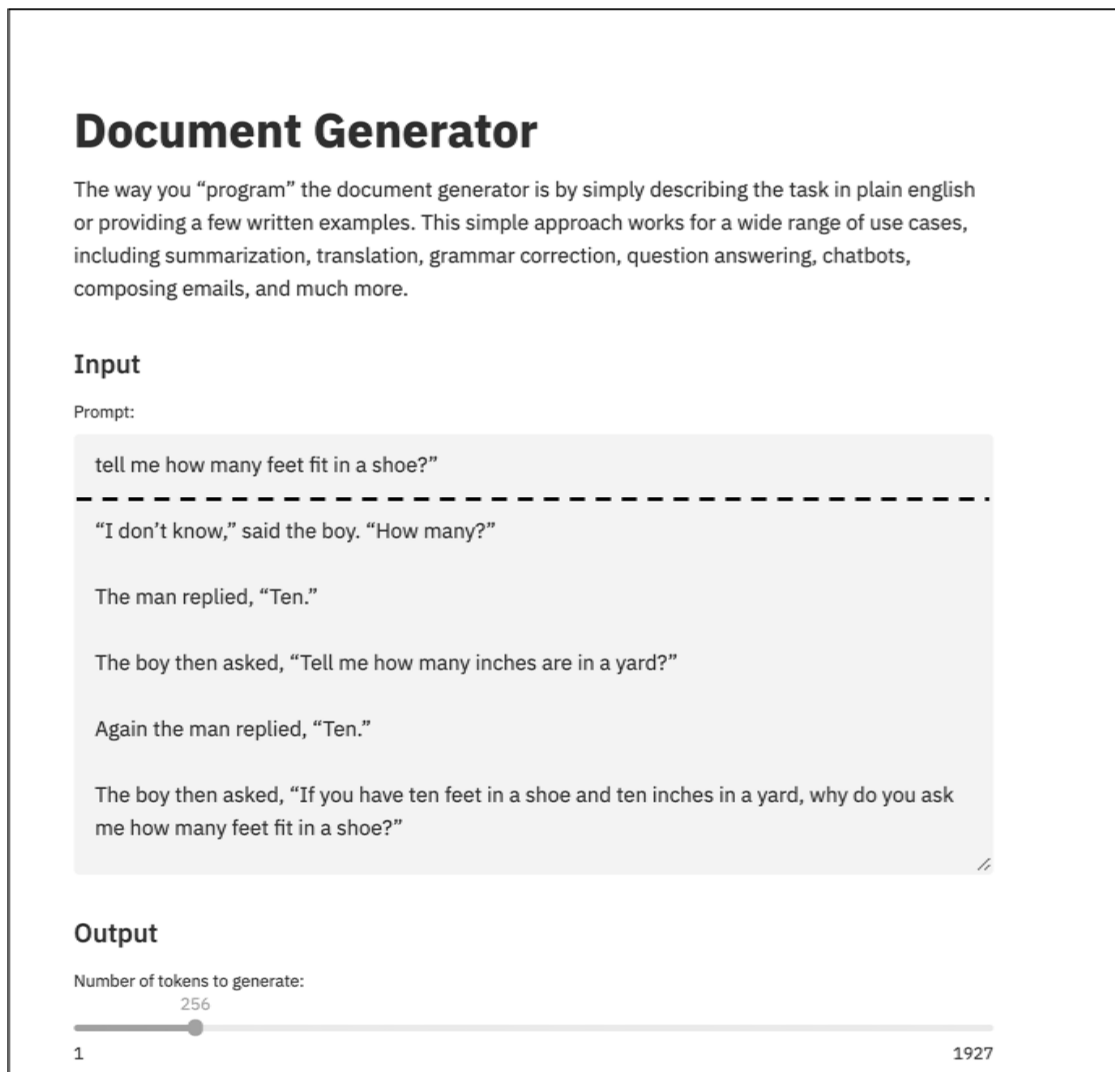 Document Generator
The way you “program” the document generator is by simply describing the task in plain english
or providing a few written examples. This simple approach works for a wide range of use cases,
including summarization, translation, grammar correction, question answering, chatbots,
composing emails, and much more.
Input
Prompt:
tell me how many feet fit in a shoe?”
“I don’t know,” said the boy. “How many?”
The man replied, “Ten.”
The boy then asked, “Tell me how many inches are in a yard?”
Again the man replied, “Ten.”
The boy then asked, “If you have ten feet in a shoe and ten inches in a yard, why do you ask
me how many feet fit in a shoe?”
Output
Number of tokens to generate:
256
1 1927